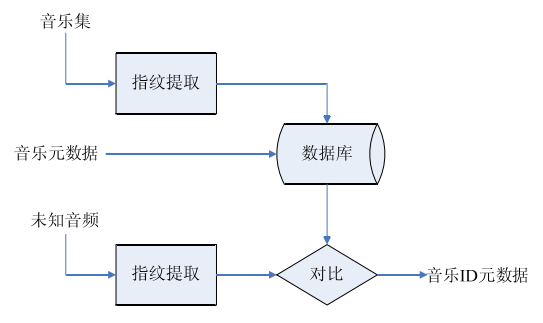 音乐集
指纹提取
音乐元数据
数据库
未知音频
指纹提取
对比
音乐ID元数据